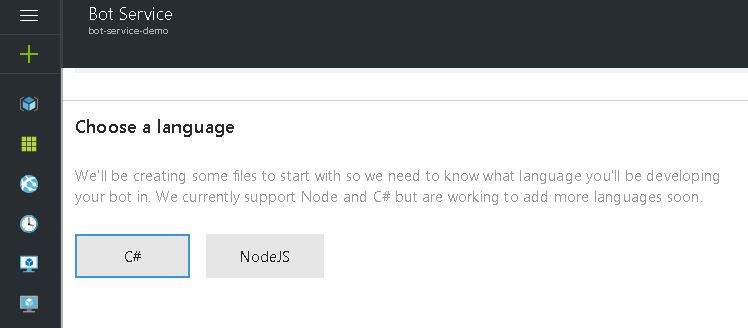 Bot Service
bot-service-demo
Choose a language
We'll be creating some files to start with so we need to know what language you'll be developing
your bot in. We currently support Node and C# but are working to add more languages soon.
C#
NodeJS